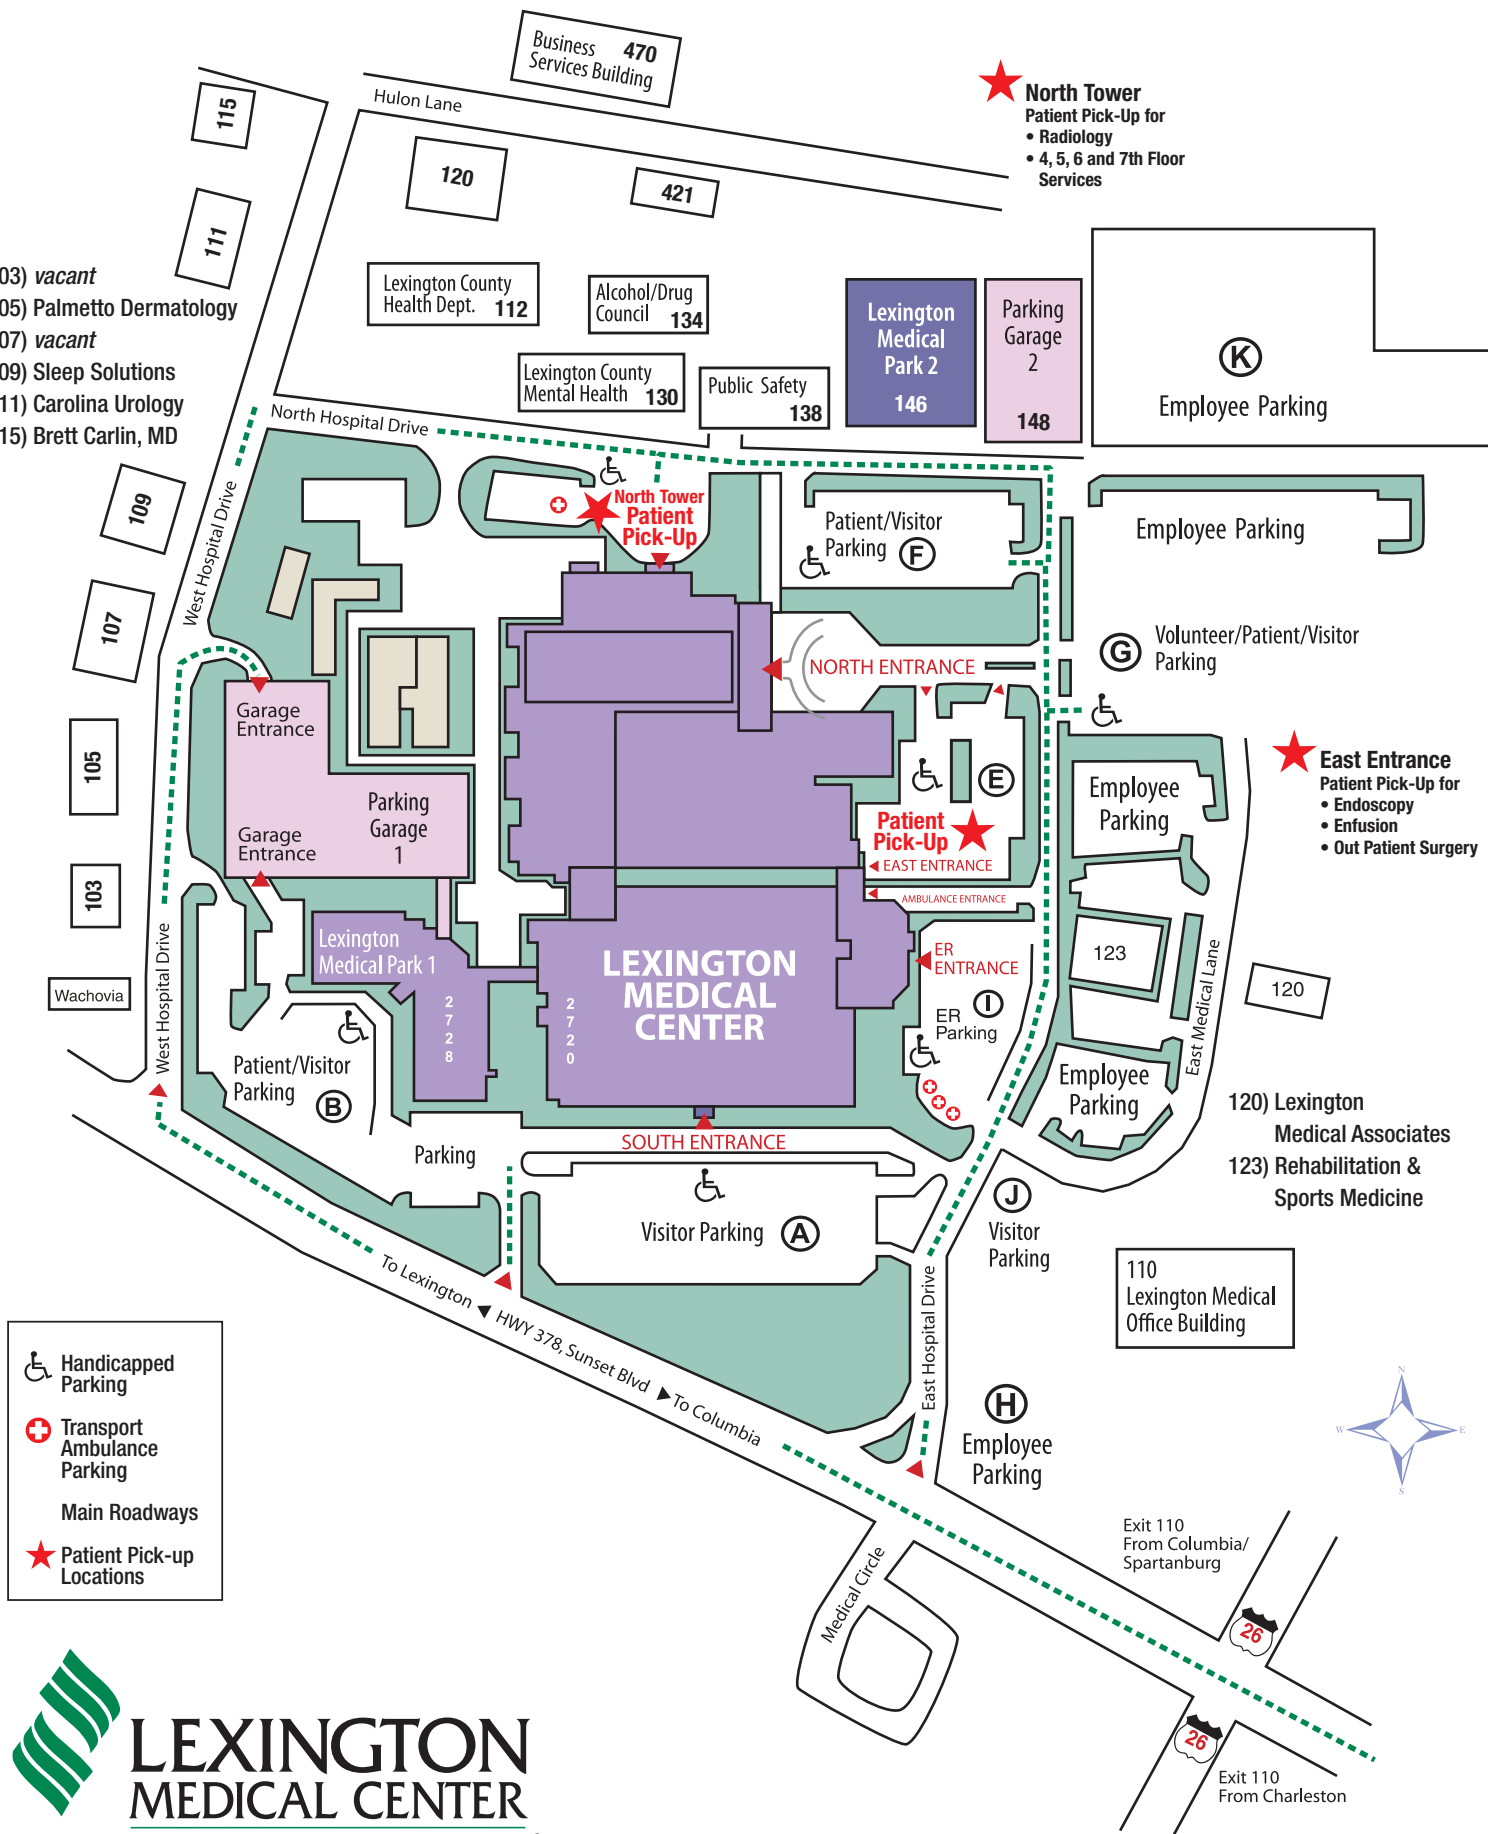 Business 470
Services Building
Hulon Lane
North Tower
Patient Pick-Up for
• Radiology
• 4, 5, 6 and 7th Floor
Services
115
120
421
111
03) vacant
05) Palmetto Dermatology
07) vacant
09) Sleep Solutions
11) Carolina Urology
15) Brett Carlin, MD
Lexington County
Health Dept. 112
Alcohol/Drug
Council 134
Lexington County
Mental Health 130
Public Safety
138
Lexington
Medical
Park 2
146
Parking
Garage
2
148
K
Employee Parking
North Hospital Drive
West Hospital Drive
109
107
105
103
Wachovia
North Tower
Patient
Pick-Up
Patient/Visitor
Parking F
Employee Parking
G
Volunteer/Patient/Visitor
Parking
NORTH ENTRANCE
Garage
Entrance
Parking
Garage
1
Garage
Entrance
E
Patient
Pick-Up
EAST ENTRANCE
AMBULANCE ENTRANCE
Employee
Parking
East Entrance
Patient Pick-Up for
• Endoscopy
• Enfusion
• Out Patient Surgery
Lexington
Medical Park 1
2728
2720
LEXINGTON
MEDICAL
CENTER
ER
ENTRANCE
I
ER
Parking
123
120
East Medical Lane
West Hospital Drive
Patient/Visitor
Parking B
Employee
Parking
120) Lexington
Medical Associates
123) Rehabilitation &
Sports Medicine
Parking
SOUTH ENTRANCE
Visitor Parking A
J
Visitor
Parking
110
Lexington Medical
Office Building
To Lexington
HWY 378, Sunset Blvd
To Columbia
East Hospital Drive
H
Employee
Parking
N
W
E
S
Handicapped
Parking
Transport
Ambulance
Parking
Main Roadways
Patient Pick-up
Locations
Medical Circle
Exit 110
From Columbia/
Spartanburg
26
26
Exit 110
From Charleston
LEXINGTON
MEDICAL CENTER